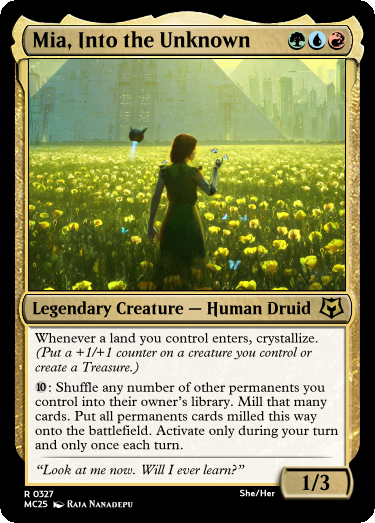 Mia, Into the Unknown
Legendary Creature — Human Druid
Whenever a land you control enters, crystallize.
(Put a +1/+1 counter on a creature you control or
create a Treasure.)
10: Shuffle any number of other permanents you
control into their owner's library. Mill that many
cards. Put all permanents cards milled this way
onto the battlefield. Activate only during your turn
and only once each turn.
“Look at me now. Will I ever learn?”
1/3
R 0327
She/Her
MC25 Raja Nanadepu